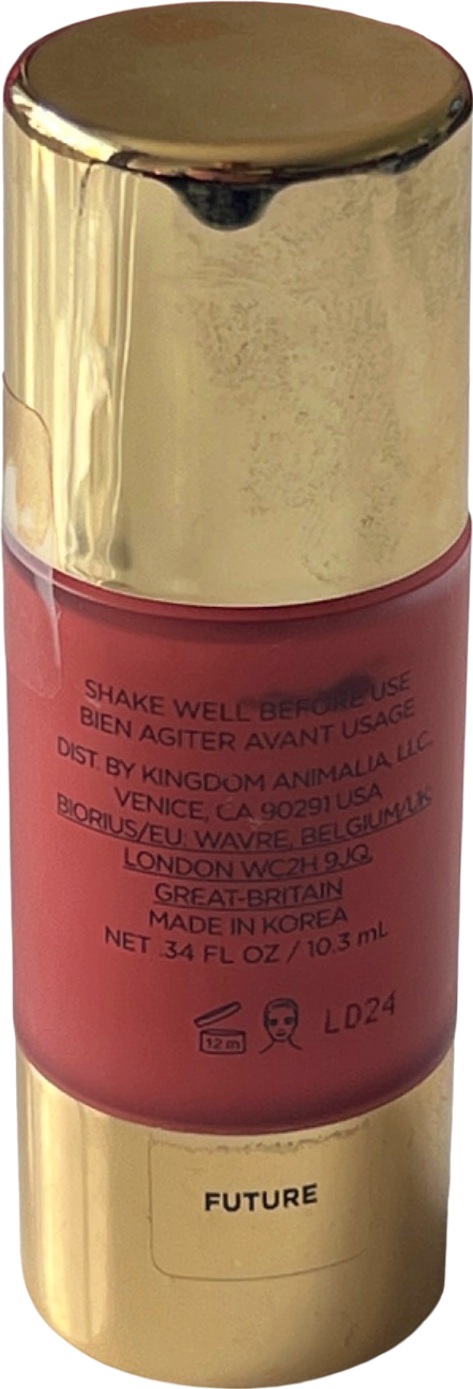 SHAKE WELL BEFORE USE
BIEN AGITER AVANT USAGE
DIST. BY KINGDOM ANIMALIA, LLC.
VENICE, CA 90291 USA
BIORIUS/EU: WAVRE, BELGIUM/UK
LONDON WC2H 9JQ,
GREAT-BRITAIN
MADE IN KOREA
NET .34 FL OZ / 10.3 mL
12 m
LD24
FUTURE